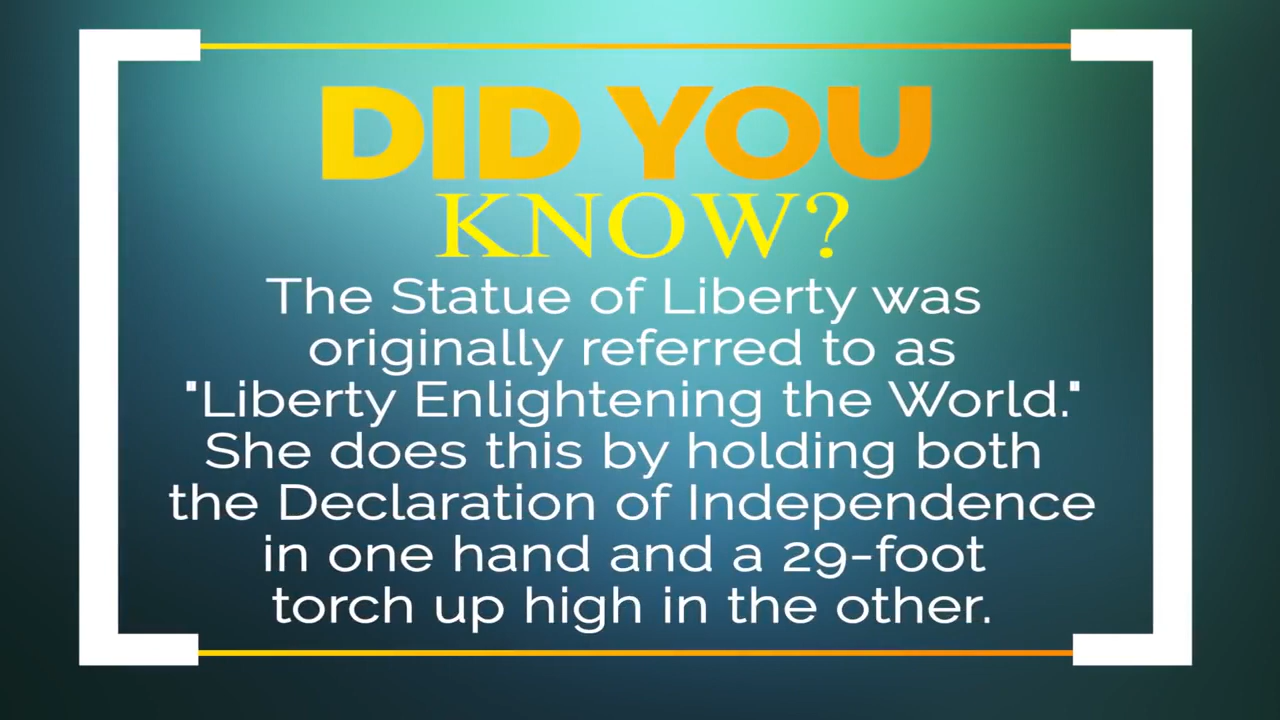 DID YOU
KNOW?
The Statue of Liberty was
originally referred to as
"Liberty Enlightening the World."
She does this by holding both
the Declaration of Independence
in one hand and a 29-foot
torch up high in the other.